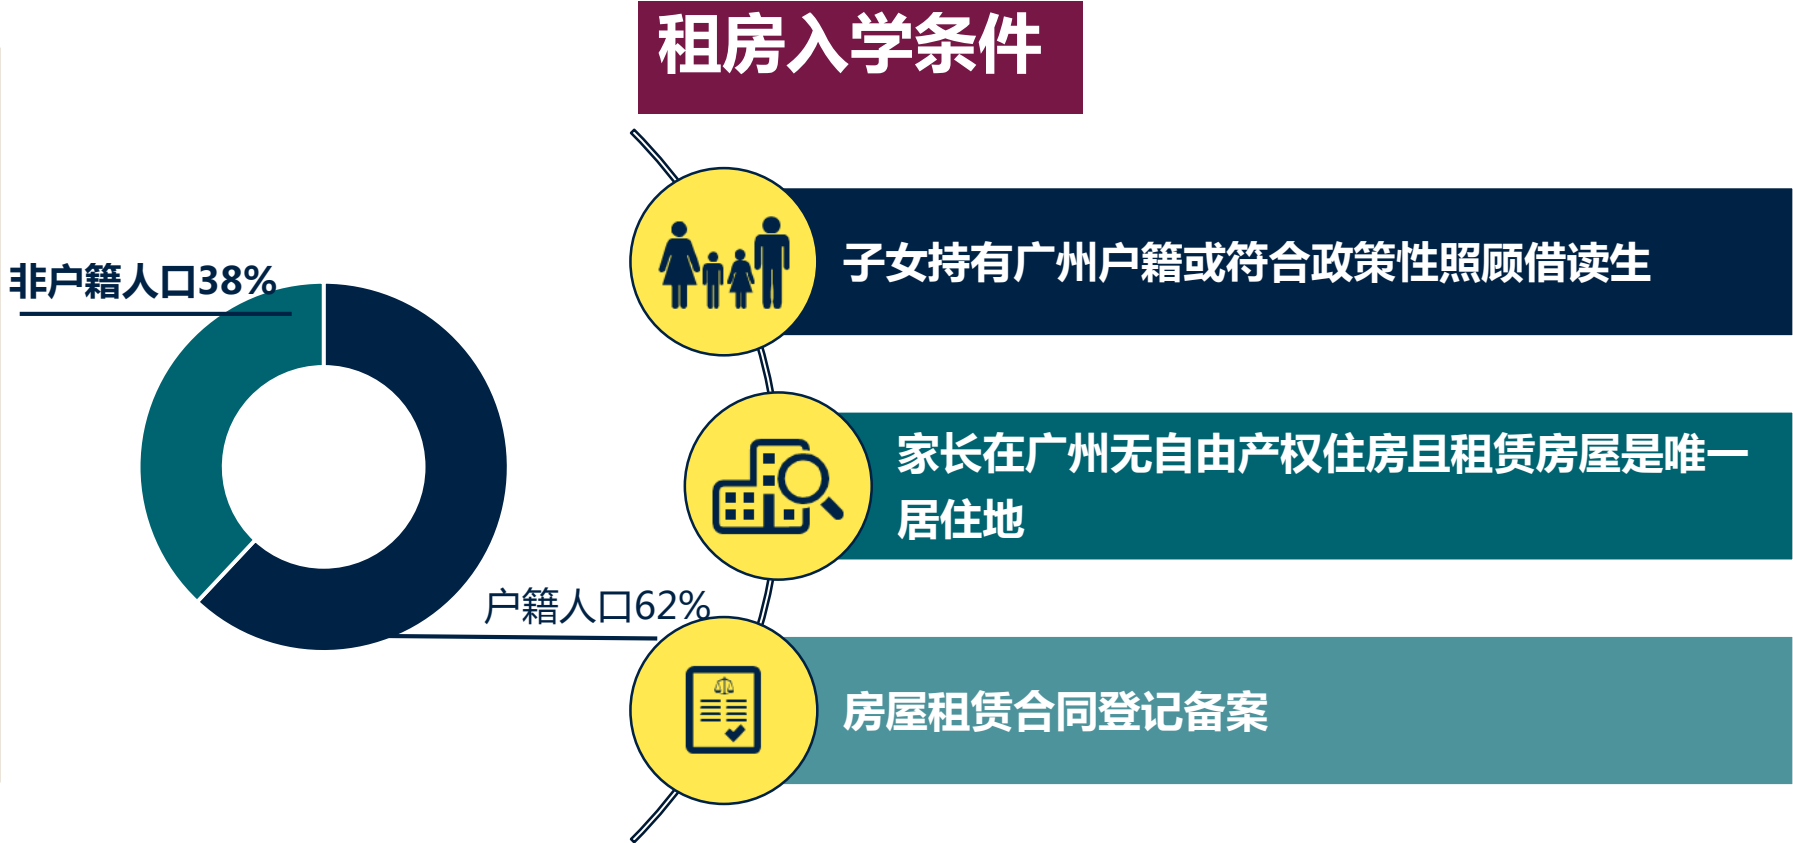 租房入学条件
非户籍人口38%
户籍人口62%
子女持有广州户籍或符合政策性照顾借读生
家长在广州无自由产权住房且租赁房屋是唯一
居住地
房屋租赁合同登记备案